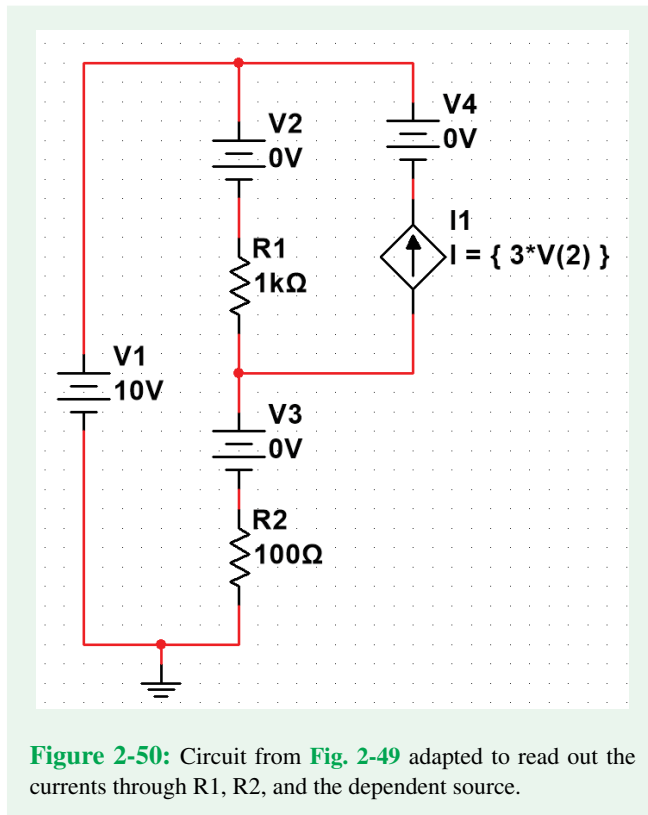 V4
0V
V2
0V
I1
I = { 3*V(2) }
R1
1kΩ
V1
10V
V3
0V
R2
100Ω
Figure 2-50: Circuit from Fig. 2-49 adapted to read out the
currents through R1, R2, and the dependent source.